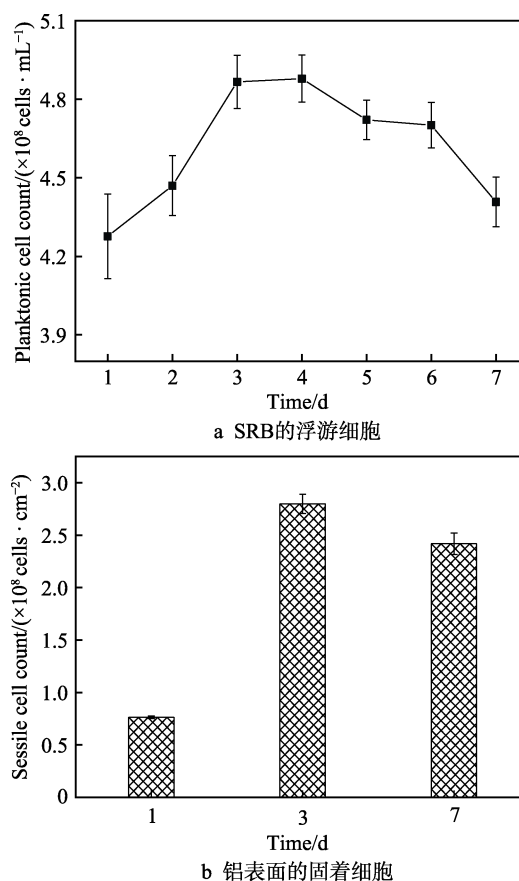 5.1
4.8
4.5
4.2
3.9
Planktonic cell count/(×10⁸ cells · mL⁻¹)
1 2 3 4 5 6 7
Time/d
a SRB的浮游细胞
3.0
2.5
2.0
1.5
1.0
0.5
0
Sessile cell count/(×10⁸ cells · cm⁻²)
1 3 7
Time/d
b 铝表面的固着细胞